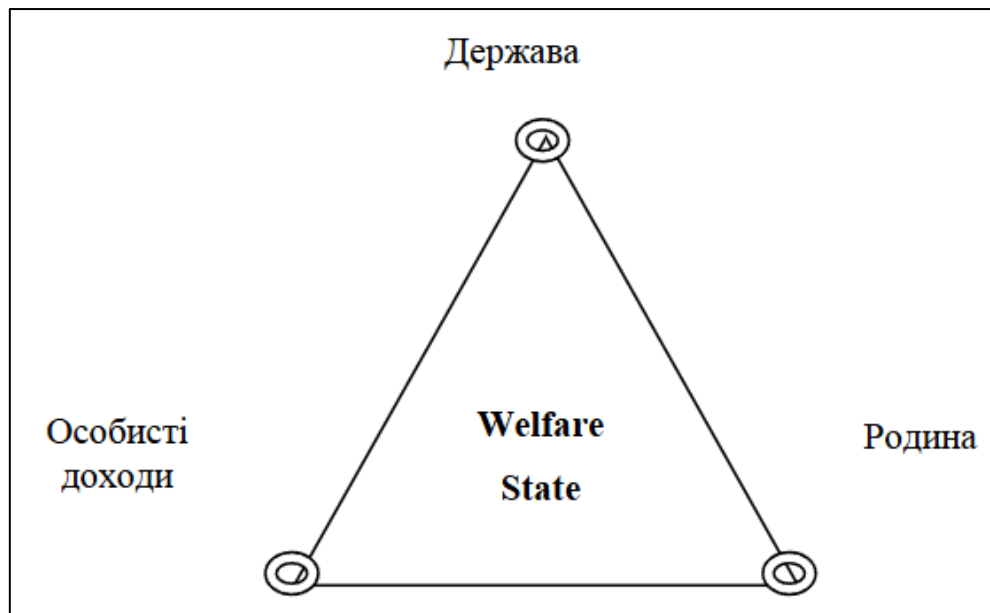 Держава
Особисті
доходи
Welfare
State
Родина